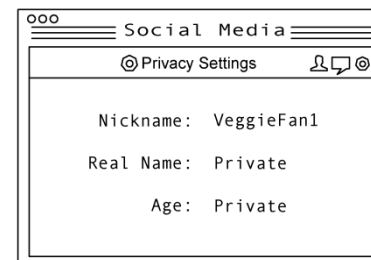 Social Media
Privacy Settings
Nickname: VeggieFan1
Real Name: Private
Age: Private